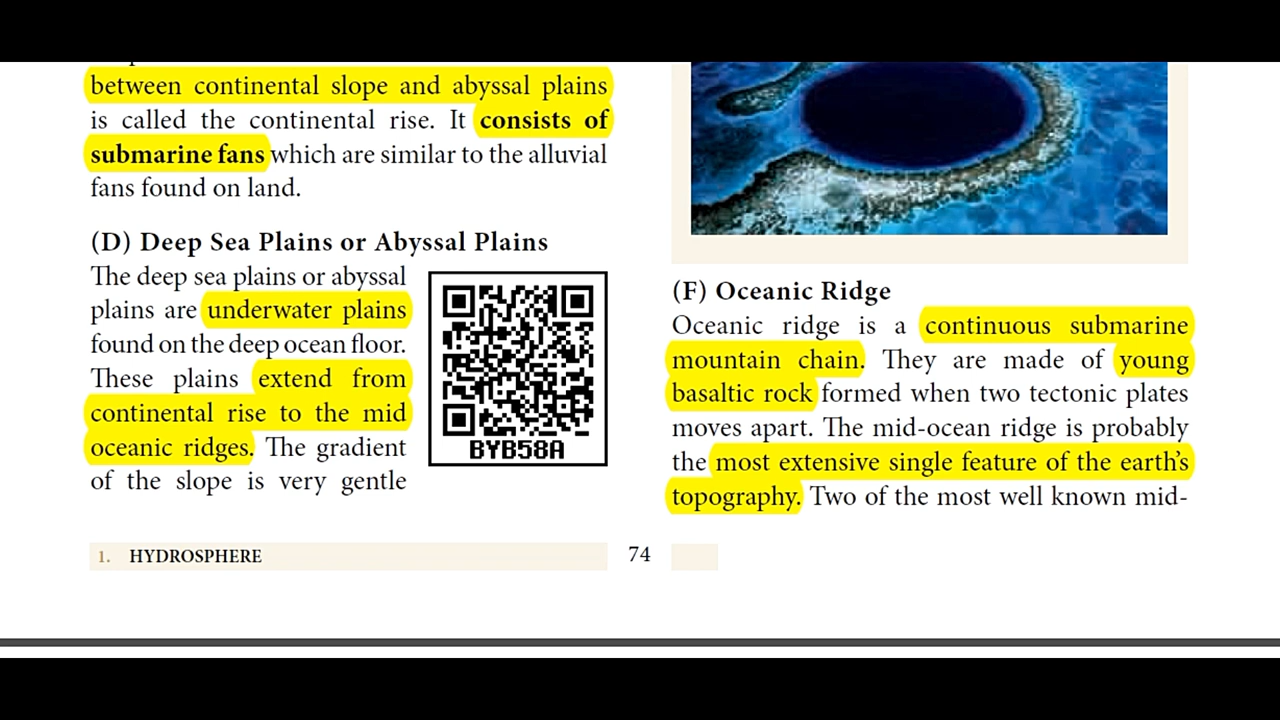 between continental slope and abyssal plains
is called the continental rise. It consists of
submarine fans which are similar to the alluvial
fans found on land.
(D) Deep Sea Plains or Abyssal Plains
The deep sea plains or abyssal
plains are underwater plains
found on the deep ocean floor.
These plains extend from
continental rise to the mid
oceanic ridges. The gradient
of the slope is very gentle
BYB58A
(F) Oceanic Ridge
Oceanic ridge is a continuous submarine
mountain chain. They are made of young
basaltic rock formed when two tectonic plates
moves apart. The mid-ocean ridge is probably
the most extensive single feature of the earth's
topography. Two of the most well known mid-
1. HYDROSPHERE
74